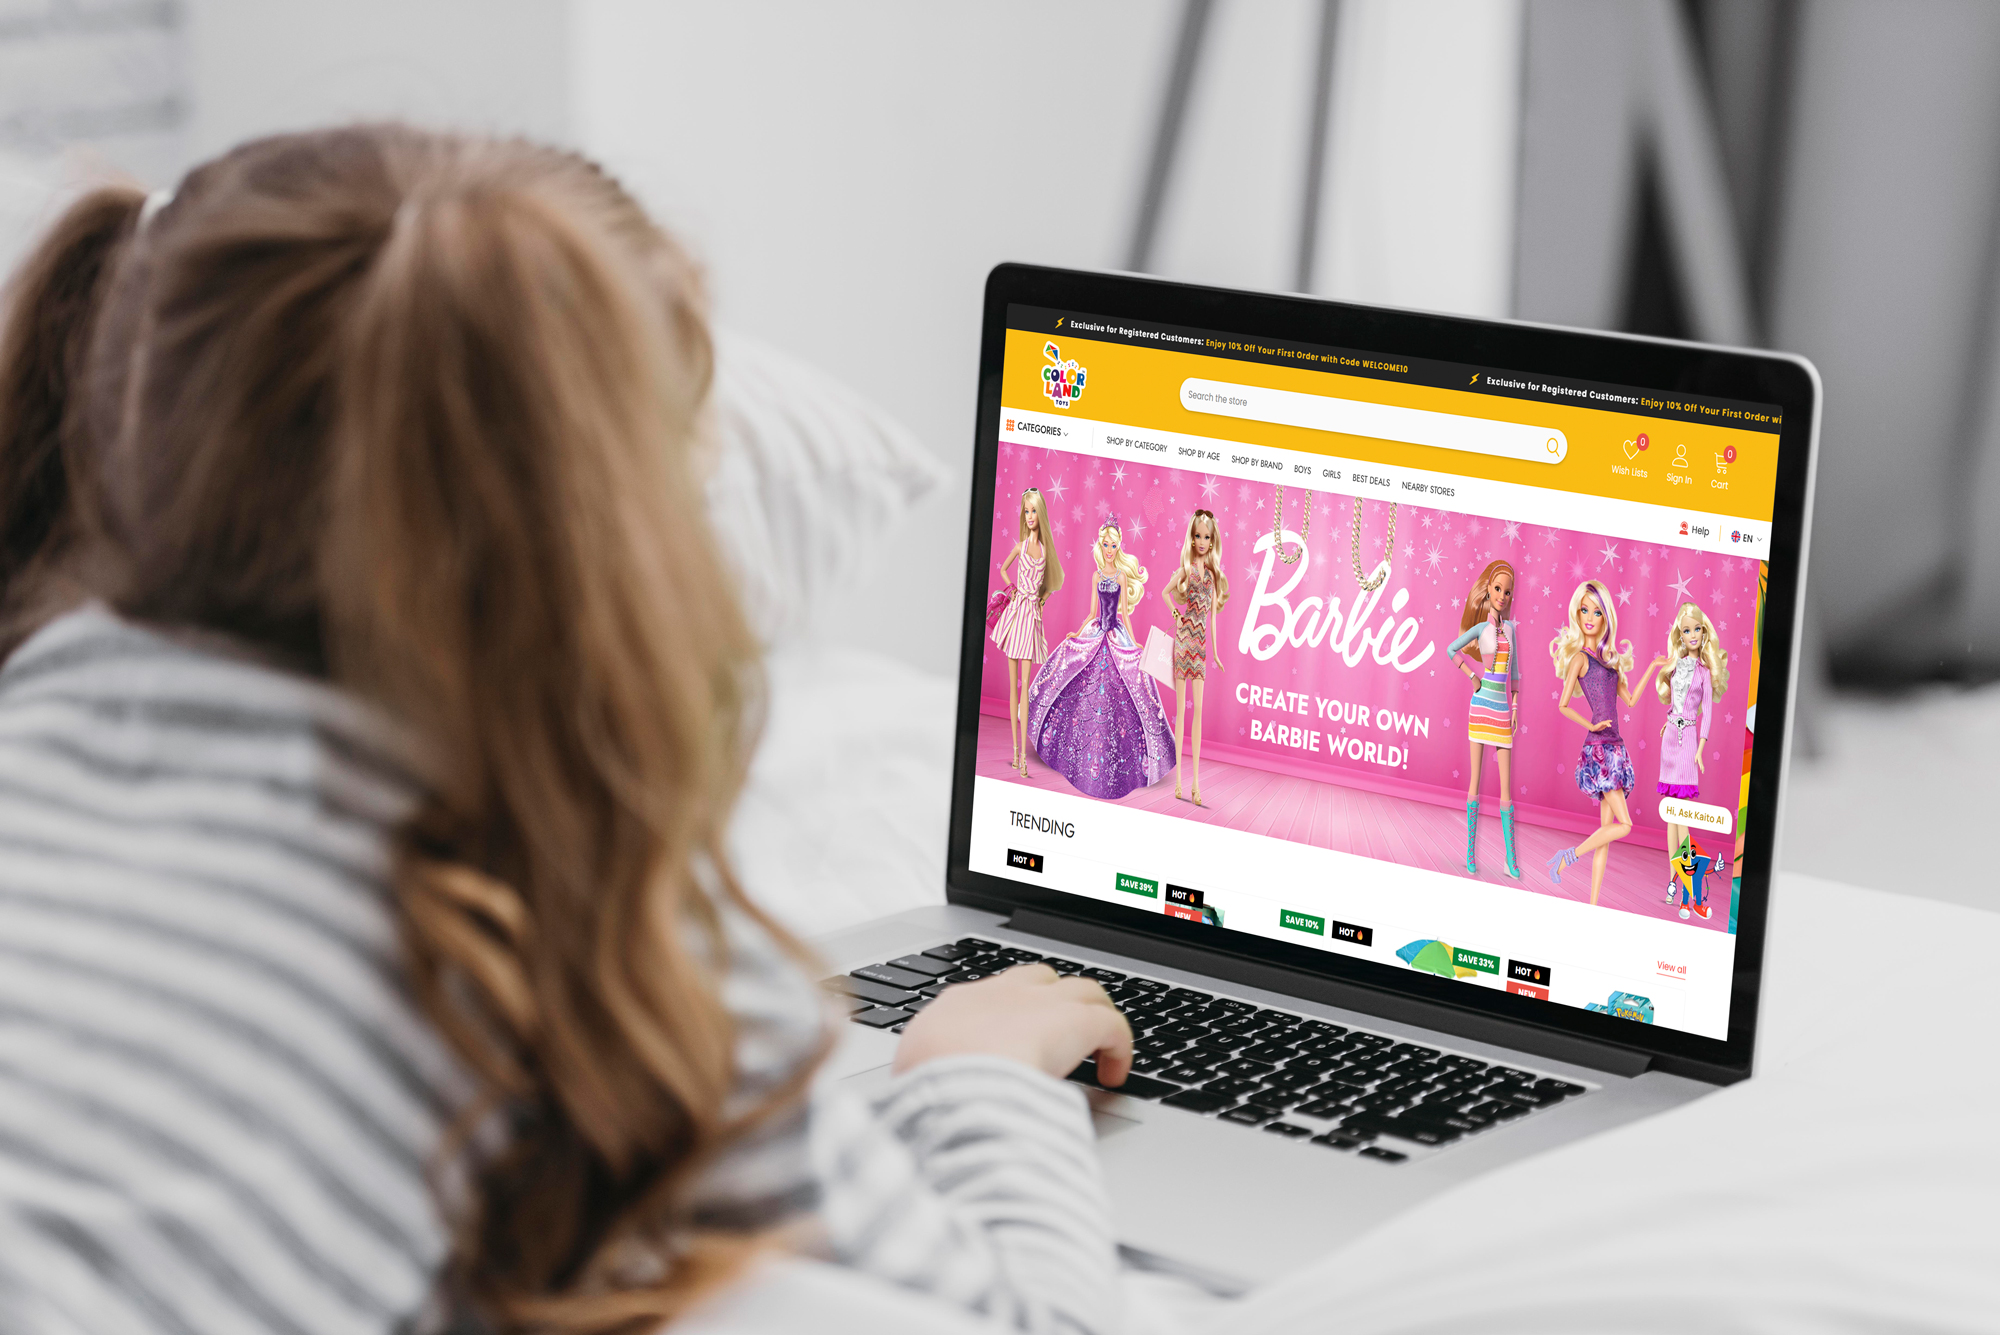 Exclusive for Registered Customers: Enjoy 10% Off Your First Order with Code WELCOME10
Exclusive for Registered Customers: Enjoy 10% Off Your First Order wi
COLOR
LAND
TOYS
Search the store
0
Wish Lists
Sign In
0
Cart
CATEGORIES
SHOP BY CATEGORY
SHOP BY AGE
SHOP BY BRAND
BOYS
GIRLS
BEST DEALS
NEARBY STORES
Help
EN
Barbie
CREATE YOUR OWN
BARBIE WORLD!
Hi, Ask Kaito AI
TRENDING
View all
HOT
SAVE 39%
HOT
NEW
SAVE 10%
HOT
SAVE 33%
HOT
NEW
POKéMON